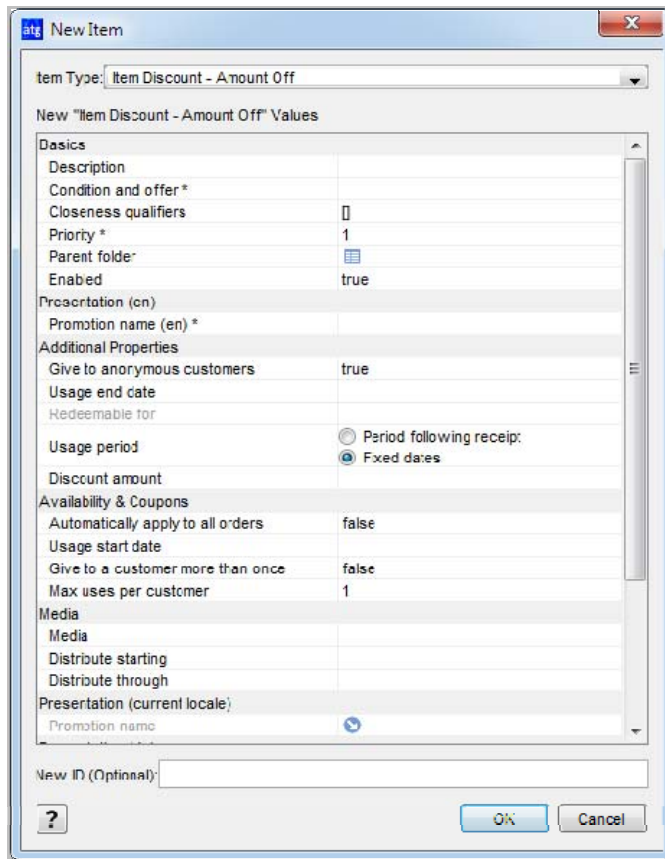 atg New Item
Item Type: Item Discount - Amount Off
New "Item Discount - Amount Off" Values
Basics
Description
Condition and offer *
Closeness qualifiers []
Priority * 1
Parent folder
Enabled true
Presentation (en)
Promotion name (en) *
Additional Properties
Give to anonymous customers true
Usage end date
Redeemable for
Usage period
Period following receipt
Fixed dates
Discount amount
Availability & Coupons
Automatically apply to all orders false
Usage start date
Give to a customer more than once false
Max uses per customer 1
Media
Media
Distribute starting
Distribute through
Presentation (current locale)
Promotion name
New ID (Optional):
? OK Cancel